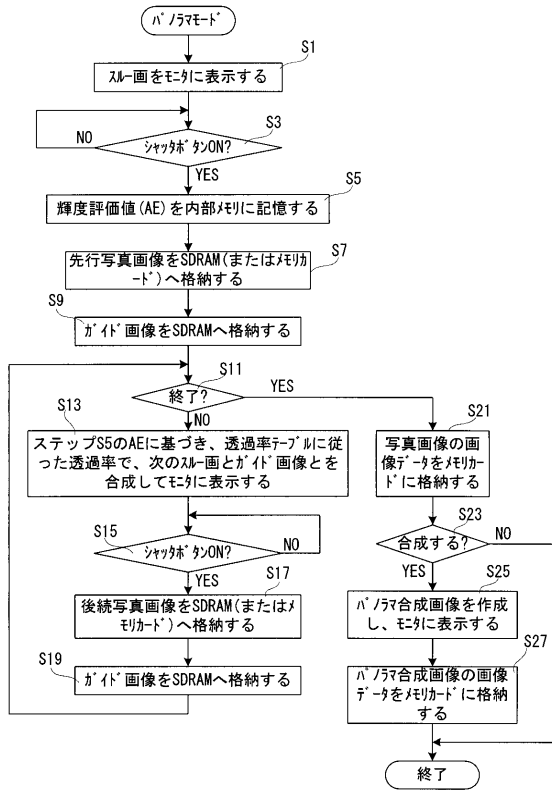 ﾊﾟﾉﾗﾏﾓｰﾄﾞ
S1
ｽﾙｰ画をﾓﾆﾀに表示する
S3
ｼｬｯﾀﾎﾞﾀﾝON?
NO
YES
S5
輝度評価値(AE)を内部ﾒﾓﾘに記憶する
S7
先行写真画像をSDRAM(またはﾒﾓﾘｶ
ｰﾄﾞ)へ格納する
S9
ｶﾞｲﾄﾞ画像をSDRAMへ格納する
S11
終了?
YES
NO
S13
ステップS5のAEに基づき、透過率テーブルに従
った透過率で、次のｽﾙｰ画とｶﾞｲﾄﾞ画像とを
合成してﾓﾆﾀに表示する
S15
ｼｬｯﾀﾎﾞﾀﾝON?
NO
YES
S17
後続写真画像をSDRAM(またはﾒ
ﾓﾘｶｰﾄﾞ)へ格納する
S19
ｶﾞｲﾄﾞ画像をSDRAMへ格納する
S21
写真画像の画
像データをﾒﾓﾘｶ
ｰﾄﾞに格納する
S23
合成する?
NO
YES
S25
ﾊﾟﾉﾗﾏ合成画像を作成
し、ﾓﾆﾀに表示する
S27
ﾊﾟﾉﾗﾏ合成画像の画像
データをﾒﾓﾘｶｰﾄﾞに格納
する
終了